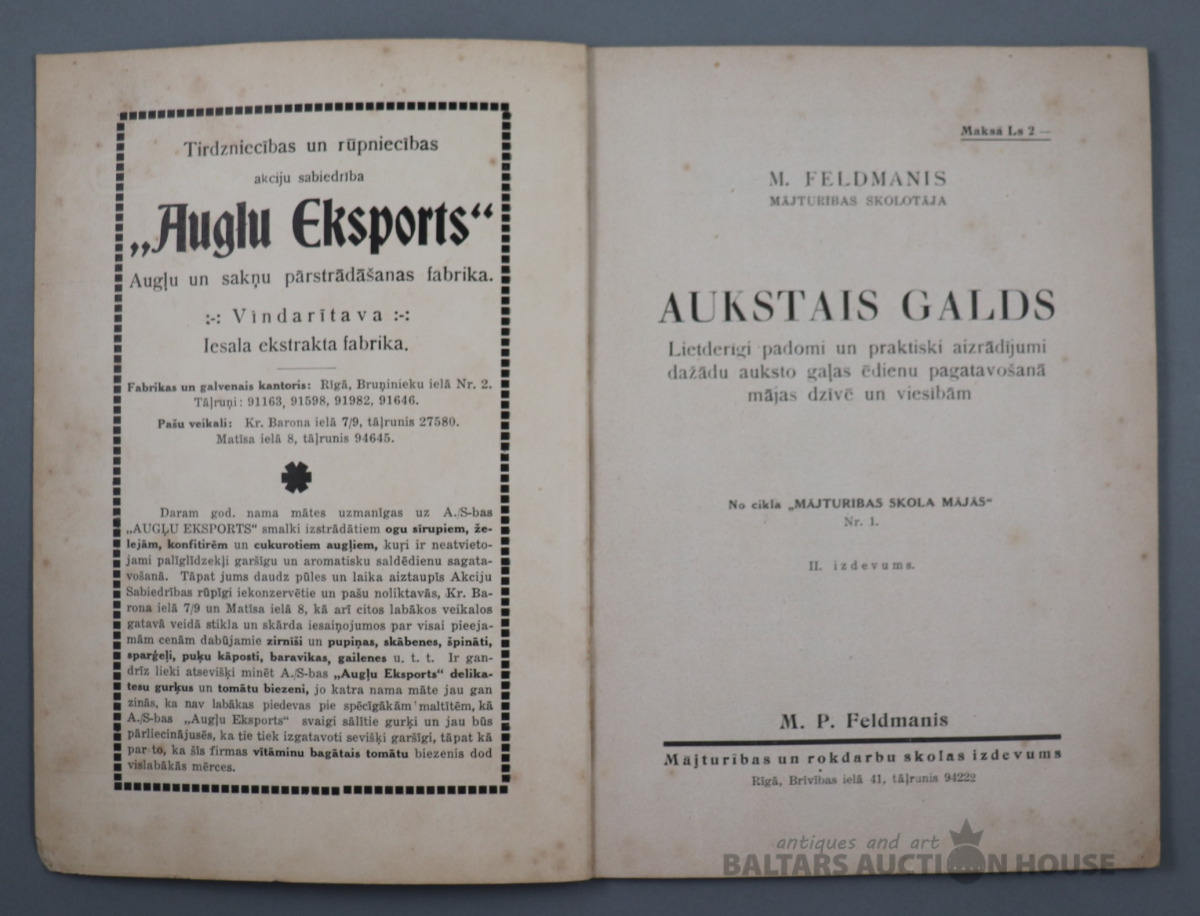 Tirdzniecības un rūpniecības
akciju sabiedrība
„Augļu Eksports“
Augļu un sakņu pārstrādāšanas fabrika.
:-: Vīndarītava :-:
Iesala ekstrakta fabrika.
Fabrikas un galvenais kantoris: Rīgā, Bruņinieku ielā Nr. 2.
Tāļruņi: 91163, 91598, 91982, 91646.
Pašu veikali: Kr. Barona ielā 7/9, tāļrunis 27580.
Matīsa ielā 8, tāļrunis 94645.
Daram god. nama mātes uzmanīgas uz A./S-bas
„AUGĻU EKSPORTS“ smalki izstrādātiem ogu sīrupiem, že-
lejām, konfitirēm un cukurotiem augļiem, kuŗi ir neatvieto-
jami palīglīdzekļi garšīgu un aromatisku saldēdienu sagata-
vošanā. Tāpat jums daudz pūles un laika aiztaupīs Akciju
Sabiedrības rūpīgi iekonzervētie un pašu noliktavās, Kr. Ba-
rona ielā 7/9 un Matīsa ielā 8, kā arī citos labākos veikalos
gatavā veidā stikla un skārda iesaiņojumos par visai pieeja-
mām cenām dabūjamie zirnīši un pupiņas, skābenes, špināti,
sparģeļi, puķu kāposti, baravikas, gailenes u. t. t. Ir gan-
drīz lieki atsevišķi minēt A./S-bas „Augļu Eksports“ delika-
tesu gurķus un tomātu biezeni, jo katra nama māte jau gan
zinās, ka nav labākas piedevas pie spēcīgākām maltītēm, kā
A./S-bas „Augļu Eksports“ svaigi sālītie gurķi un jau būs
pārliecinājusēs, ka tie tiek izgatavoti sevišķi garšīgi, tāpat kā
par to, ka šīs firmas vītāmīnu bagātais tomātu biezenis dod
vislabākās mērces.
Maksā Ls 2 —
M. FELDMANIS
MĀJTURĪBAS SKOLOTĀJA
AUKSTAIS GALDS
Lietderīgi padomi un praktiski aizrādījumi
dažādu auksto gaļas ēdienu pagatavošanā
mājas dzīvē un viesībām
No cikla „MĀJTURĪBAS SKOLA MĀJĀS“
Nr. 1.
II. izdevums.
M. P. Feldmanis
Mājturības un rokdarbu skolas izdevums
Rīgā, Brīvības ielā 41, tāļrunis 94222
antiques and art
BALTARS AUCTION HOUSE